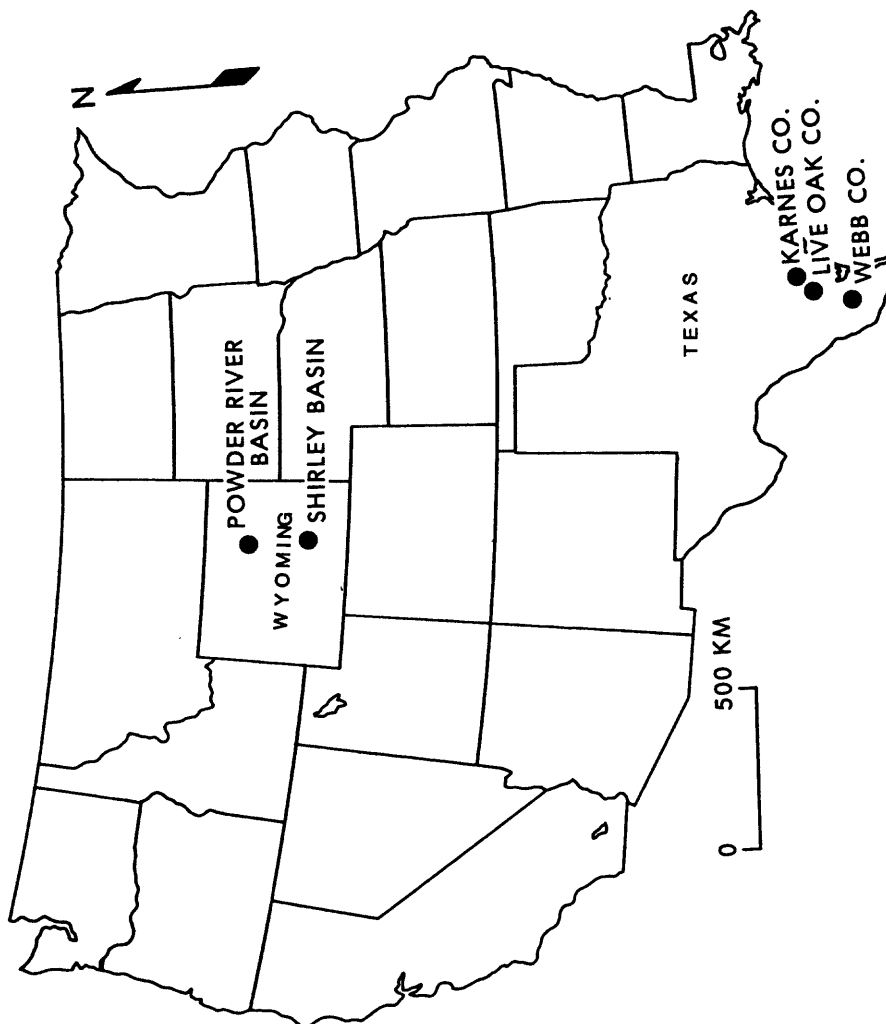 N
POWDER RIVER
BASIN
WYOMING
SHIRLEY BASIN
TEXAS
KARNES CO.
LIVE OAK CO.
WEBB CO.
0
500 KM